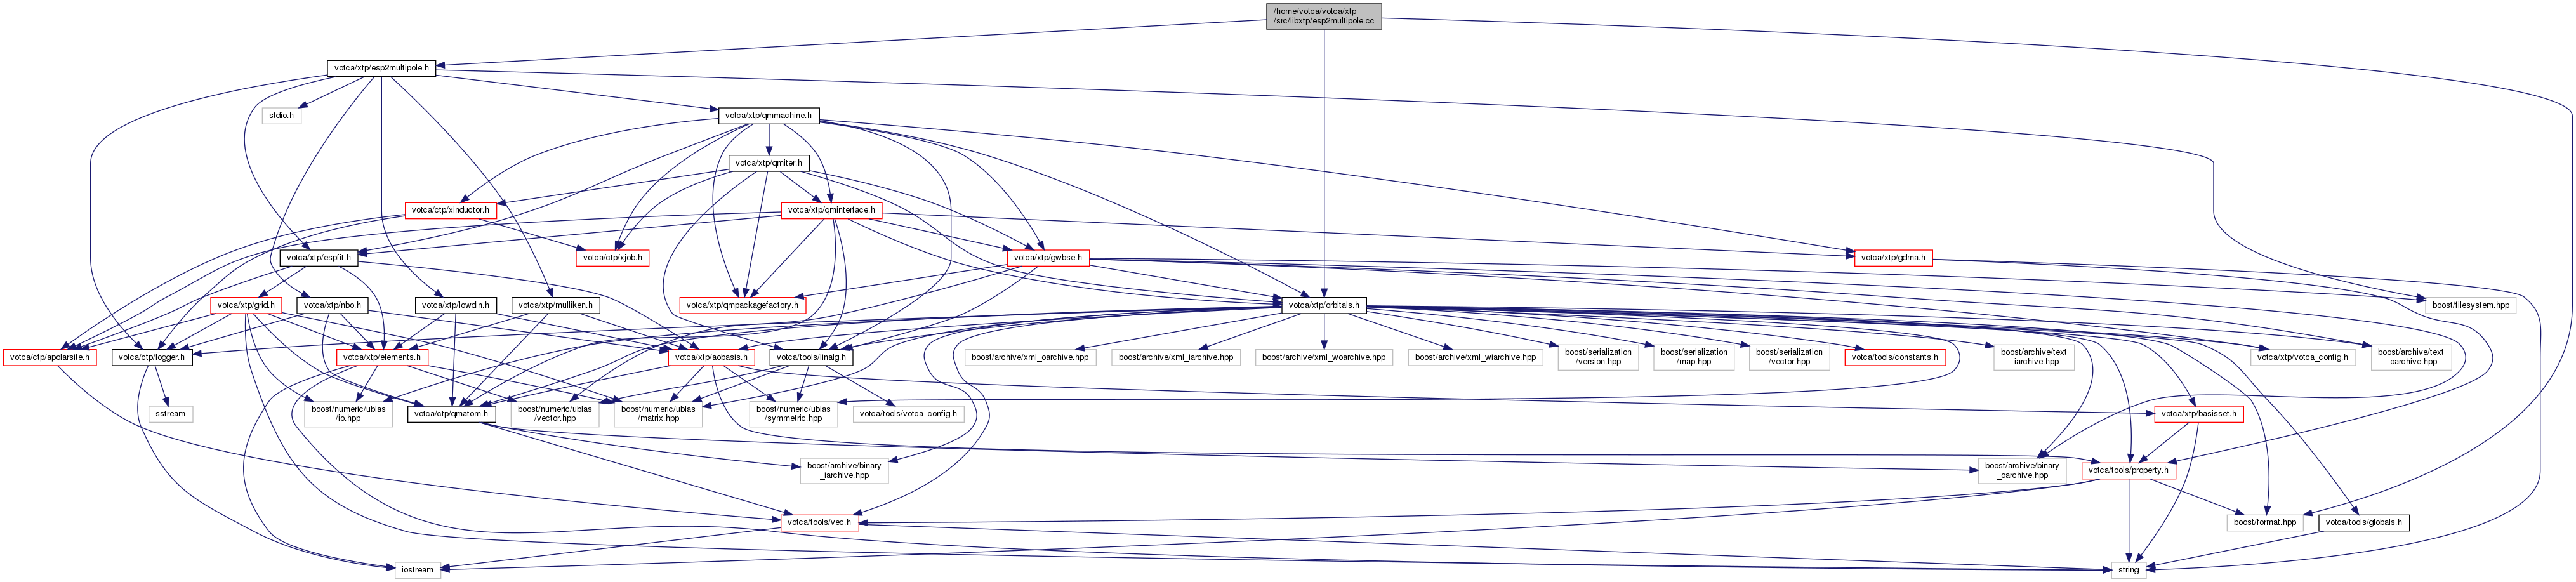 /home/votca/votca/xtp
/src/libxtp/esp2multipole.cc
votca/xtp/esp2multipole.h
stdio.h
votca/xtp/qmmachine.h
votca/xtp/qmiter.h
votca/ctp/xinductor.h
votca/xtp/qminterface.h
votca/xtp/espfit.h
votca/ctp/xjob.h
votca/xtp/gwbse.h
votca/xtp/gdma.h
votca/xtp/grid.h
votca/xtp/nbo.h
votca/xtp/lowdin.h
votca/xtp/mulliken.h
votca/xtp/qmpackagefactory.h
votca/xtp/orbitals.h
boost/filesystem.hpp
votca/ctp/apolarsite.h
votca/ctp/logger.h
votca/xtp/elements.h
votca/xtp/aobasis.h
votca/tools/linalg.h
boost/archive/xml_oarchive.hpp
boost/archive/xml_iarchive.hpp
boost/archive/xml_woarchive.hpp
boost/archive/xml_wiarchive.hpp
boost/serialization
/version.hpp
boost/serialization
/map.hpp
boost/serialization
/vector.hpp
votca/tools/constants.h
boost/archive/text
_iarchive.hpp
votca/xtp/votca_config.h
boost/archive/text
_oarchive.hpp
sstream
boost/numeric/ublas
/io.hpp
votca/ctp/qmatom.h
boost/numeric/ublas
/vector.hpp
boost/numeric/ublas
/matrix.hpp
boost/numeric/ublas
/symmetric.hpp
votca/tools/votca_config.h
votca/xtp/basisset.h
boost/archive/binary
_iarchive.hpp
boost/archive/binary
_oarchive.hpp
votca/tools/property.h
votca/tools/vec.h
boost/format.hpp
votca/tools/globals.h
iostream
string